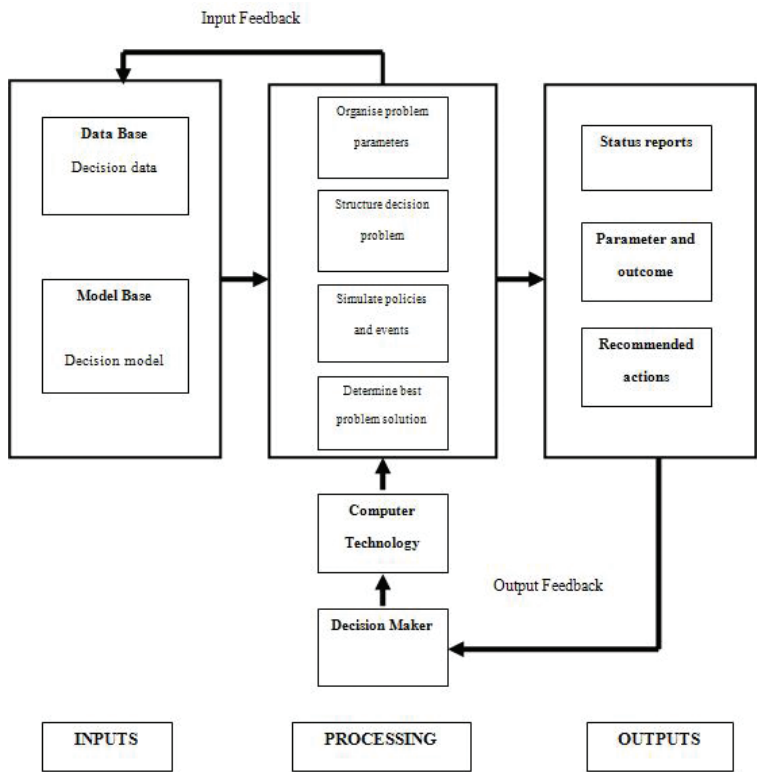 Input Feedback
Data Base
Decision data
Model Base
Decision model
Organise problem
parameters
Structure decision
problem
Simulate policies
and events
Determine best
problem solution
Status reports
Parameter and
outcome
Recommended
actions
Computer
Technology
Output Feedback
Decision Maker
INPUTS
PROCESSING
OUTPUTS